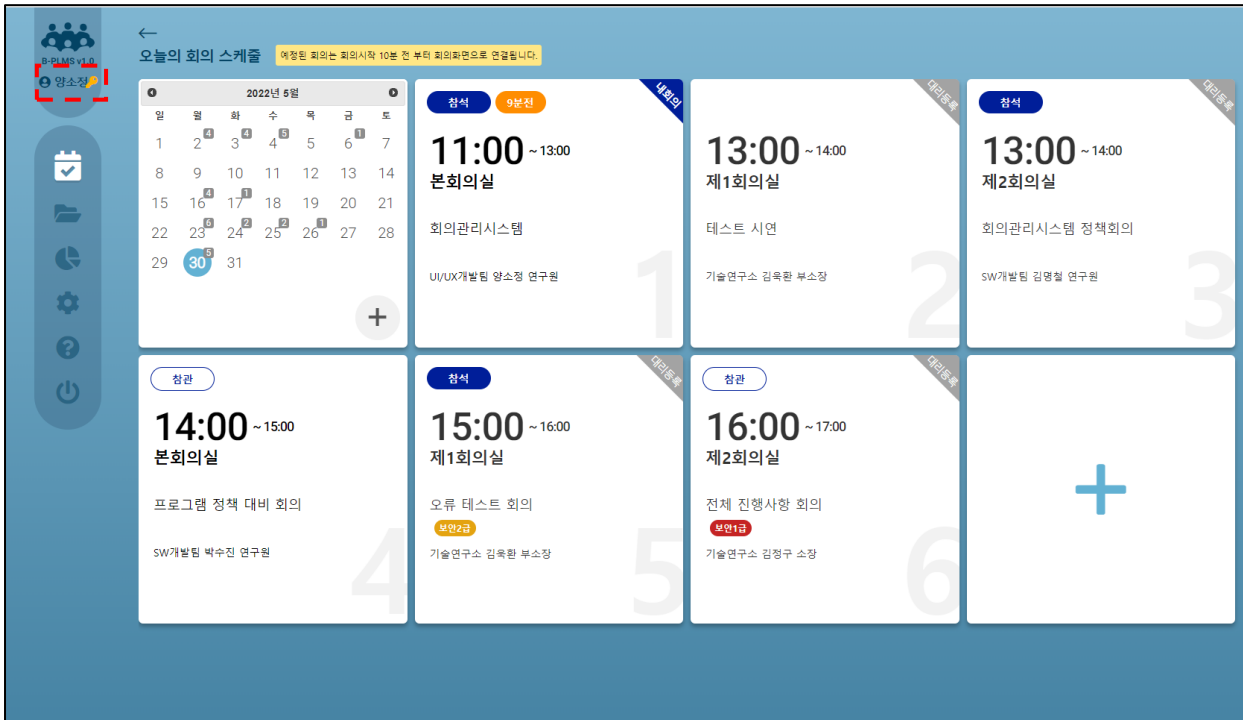 B-PLMS v1.0
양소정
오늘의 회의 스케줄
예정된 회의는 회의시작 10분 전 부터 회의화면으로 연결됩니다.
2022년 5월
일 월 화 수 목 금 토
1 2 4 3 4 4 5 5 6 1 7
8 9 10 11 12 13 14
15 16 4 17 1 18 19 20 21
22 23 6 24 2 25 2 26 1 27 28
29 30 5 31
+
참석 9분전 내회의
11:00 ~ 13:00
본회의실
회의관리시스템
UI/UX개발팀 양소정 연구원
1
대리등록
13:00 ~ 14:00
제1회의실
테스트 시연
기술연구소 김욱환 부소장
2
참석 대리등록
13:00 ~ 14:00
제2회의실
회의관리시스템 정책회의
SW개발팀 김명철 연구원
3
참관
14:00 ~ 15:00
본회의실
프로그램 정책 대비 회의
SW개발팀 박수진 연구원
4
참석 대리등록
15:00 ~ 16:00
제1회의실
오류 테스트 회의
보안2급
기술연구소 김욱환 부소장
5
참관 대리등록
16:00 ~ 17:00
제2회의실
전체 진행사항 회의
보안1급
기술연구소 김정구 소장
6
+